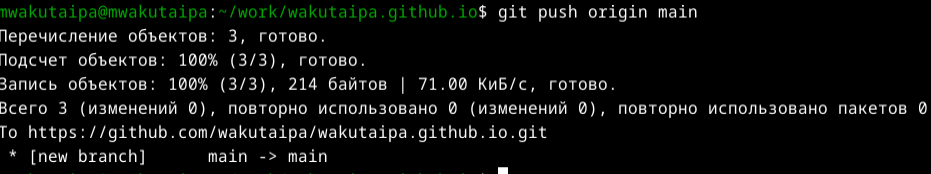 mwakutaipa@mwakutaipa:~/work/wakutaipa.github.io$ git push origin main
Перечисление объектов: 3, готово.
Подсчет объектов: 100% (3/3), готово.
Запись объектов: 100% (3/3), 214 байтов | 71.00 КиБ/с, готово.
Всего 3 (изменений 0), повторно использовано 0 (изменений 0), повторно использовано пакетов 0
To https://github.com/wakutaipa/wakutaipa.github.io.git
 * [new branch]      main -> main